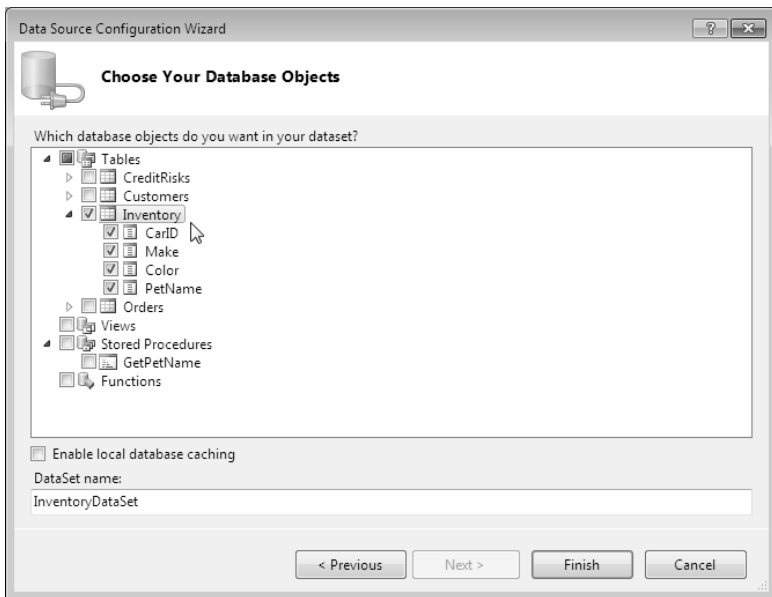 Data Source Configuration Wizard
Choose Your Database Objects
Which database objects do you want in your dataset?
Tables
CreditRisks
Customers
Inventory
CarID
Make
Color
PetName
Orders
Views
Stored Procedures
GetPetName
Functions
Enable local database caching
DataSet name:
InventoryDataSet
< Previous Next > Finish Cancel